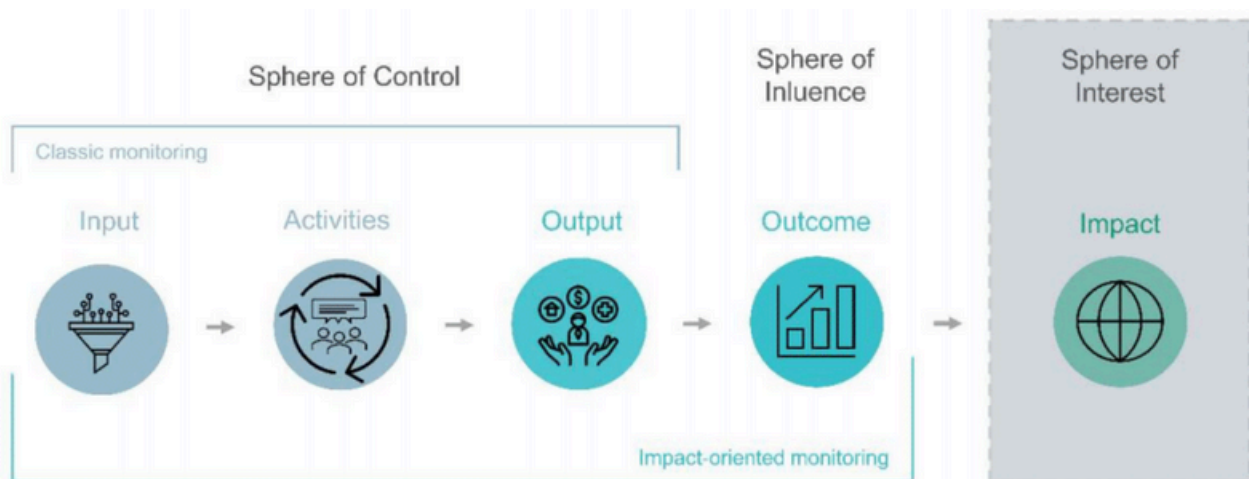 Sphere of Control
Sphere of
Inluence
Sphere of
Interest
Classic monitoring
Input
Activities
Output
Outcome
Impact
$
Impact-oriented monitoring